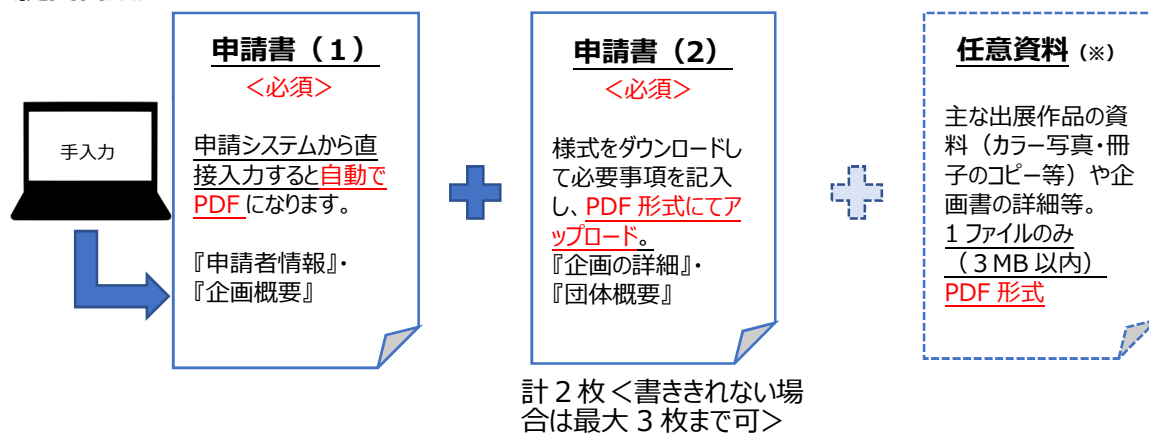 手入力
申請書（１）
＜必須＞
申請システムから直
接入力すると自動で
PDF になります。
『申請者情報』・
『企画概要』
申請書（2）
＜必須＞
様式をダウンロードし
て必要事項を記入
し、PDF 形式にてア
ップロード。
『企画の詳細』・
『団体概要』
計 2 枚＜書ききれない場
合は最大 3 枚まで可＞
任意資料（※）
主な出展作品の資
料（カラー写真・冊
子のコピー等）や企
画書の詳細等。
1 ファイルのみ
（３MB 以内）
PDF 形式